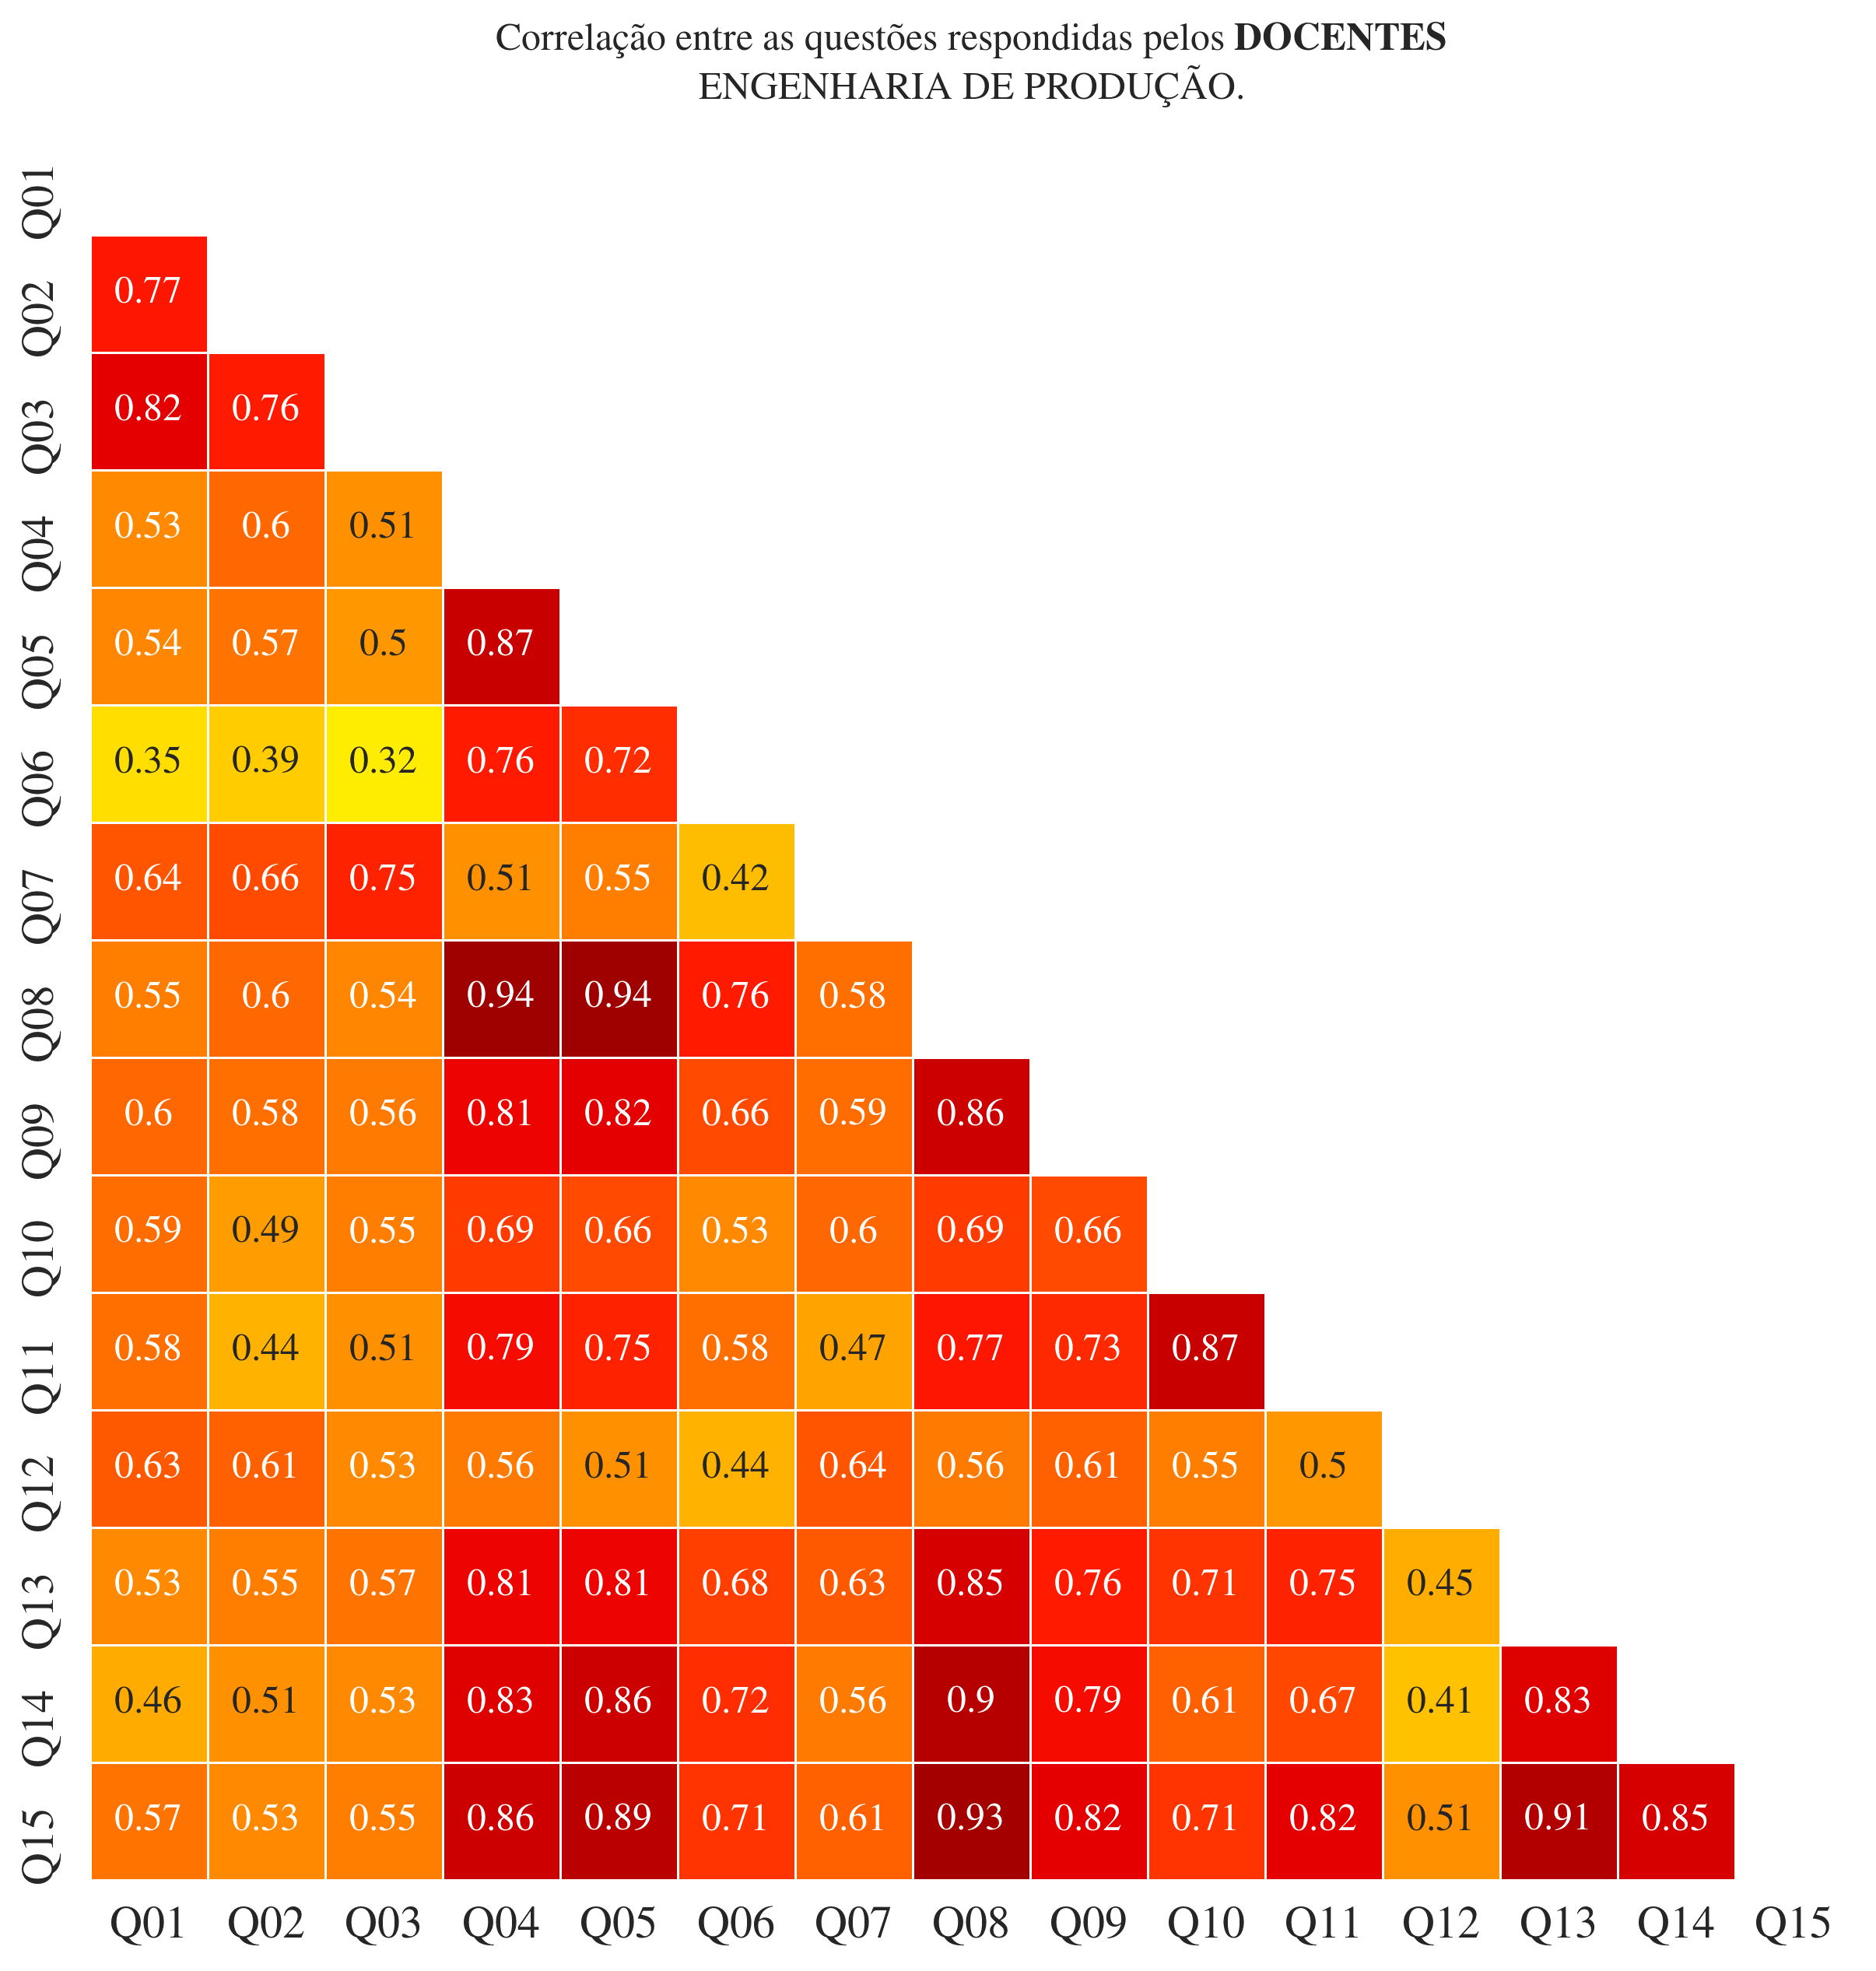 Correlação entre as questões respondidas pelos DOCENTES
ENGENHARIA DE PRODUÇÃO.
Q01
Q02 0.77
Q03 0.82 0.76
Q04 0.53 0.6 0.51
Q05 0.54 0.57 0.5 0.87
Q06 0.35 0.39 0.32 0.76 0.72
Q07 0.64 0.66 0.75 0.51 0.55 0.42
Q08 0.55 0.6 0.54 0.94 0.94 0.76 0.58
Q09 0.6 0.58 0.56 0.81 0.82 0.66 0.59 0.86
Q10 0.59 0.49 0.55 0.69 0.66 0.53 0.6 0.69 0.66
Q11 0.58 0.44 0.51 0.79 0.75 0.58 0.47 0.77 0.73 0.87
Q12 0.63 0.61 0.53 0.56 0.51 0.44 0.64 0.56 0.61 0.55 0.5
Q13 0.53 0.55 0.57 0.81 0.81 0.68 0.63 0.85 0.76 0.71 0.75 0.45
Q14 0.46 0.51 0.53 0.83 0.86 0.72 0.56 0.9 0.79 0.61 0.67 0.41 0.83
Q15 0.57 0.53 0.55 0.86 0.89 0.71 0.61 0.93 0.82 0.71 0.82 0.51 0.91 0.85
Q01 Q02 Q03 Q04 Q05 Q06 Q07 Q08 Q09 Q10 Q11 Q12 Q13 Q14 Q15